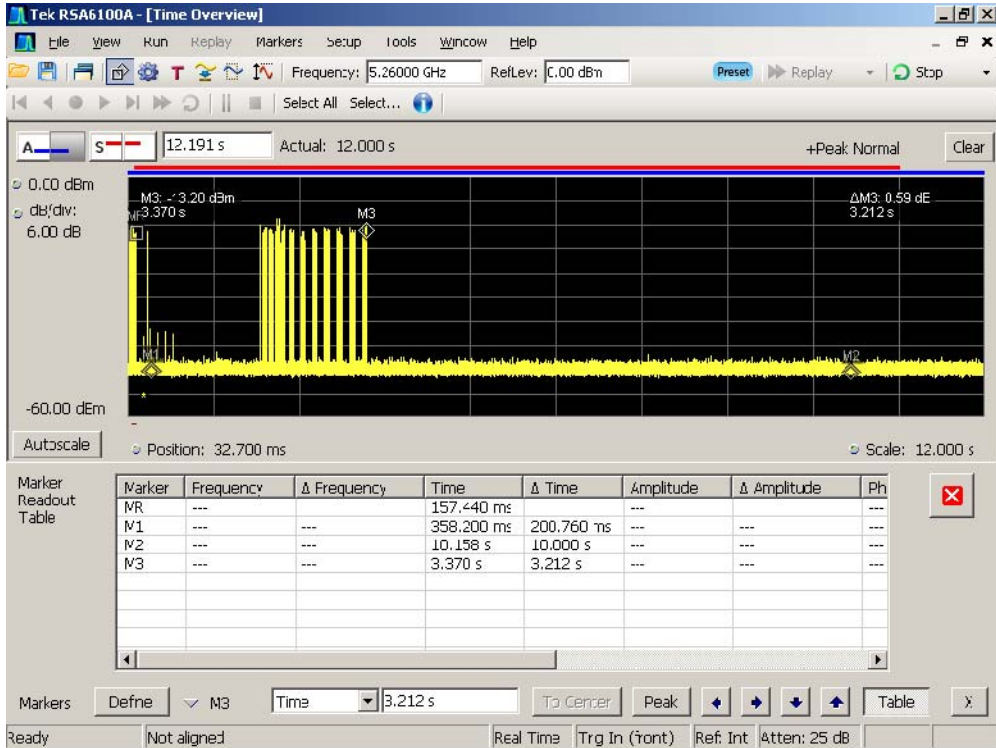 Tek RSA6100A - [Time Overview]
File View Run Replay Markers Setup Tools Window Help
Frequency: 5.26000 GHz RefLev: 0.00 dBm Preset Replay Stop
Select All Select...
A S 12.191 s Actual: 12.000 s +Peak Normal Clear
0.00 dBm
dB/div:
6.00 dB
M3: -13.20 dBm
3.370 s
ΔM3: 0.59 dB
3.212 s
M3
M1
M2
-60.00 dBm
Autoscale Position: 32.700 ms Scale: 12.000 s
Marker Readout Table
Marker Frequency Δ Frequency Time Δ Time Amplitude Δ Amplitude Ph
MR --- 157.440 ms --- ---
M1 --- --- 358.200 ms 200.760 ms --- --- ---
M2 --- --- 10.158 s 10.000 s --- --- ---
M3 --- --- 3.370 s 3.212 s --- --- ---
Markers Define M3 Time 3.212 s To Center Peak Table X
Ready Not aligned Real Time Trg In (front) Ref: Int Atten: 25 dB